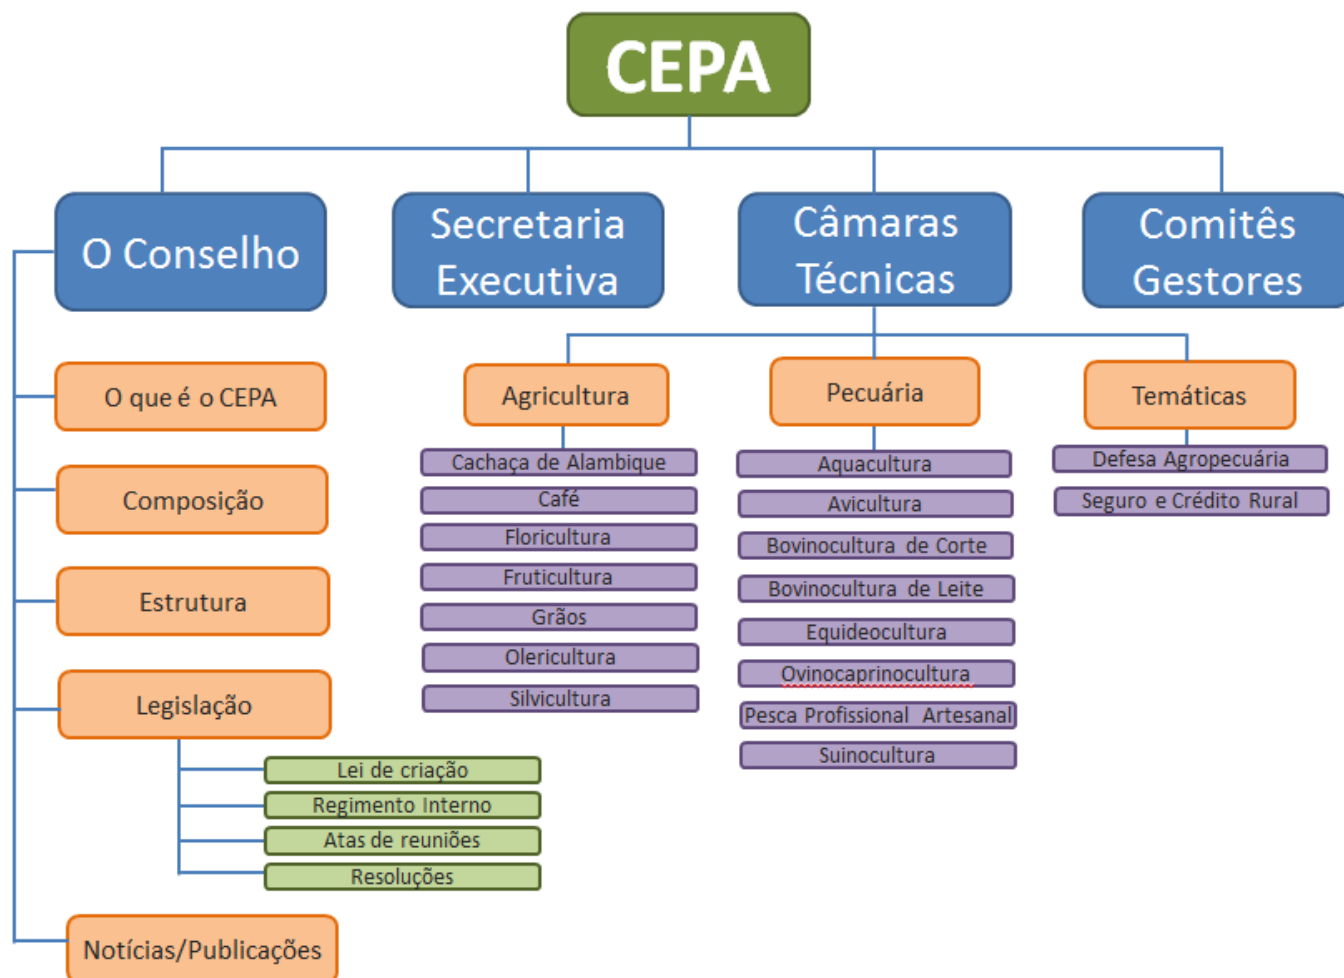 CEPA
O Conselho
Secretaria
Executiva
Câmaras
Técnicas
Comitês
Gestores
O que é o CEPA
Composição
Estrutura
Legislação
Lei de criação
Regimento Interno
Atas de reuniões
Resoluções
Notícias/Publicações
Agricultura
Cachaça de Alambique
Café
Floricultura
Fruticultura
Grãos
Olericultura
Silvicultura
Pecuária
Aquacultura
Avicultura
Bovinocultura de Corte
Bovinocultura de Leite
Equideocultura
Ovinocaprinocultura
Pesca Profissional Artesanal
Suinocultura
Temáticas
Defesa Agropecuária
Seguro e Crédito Rural